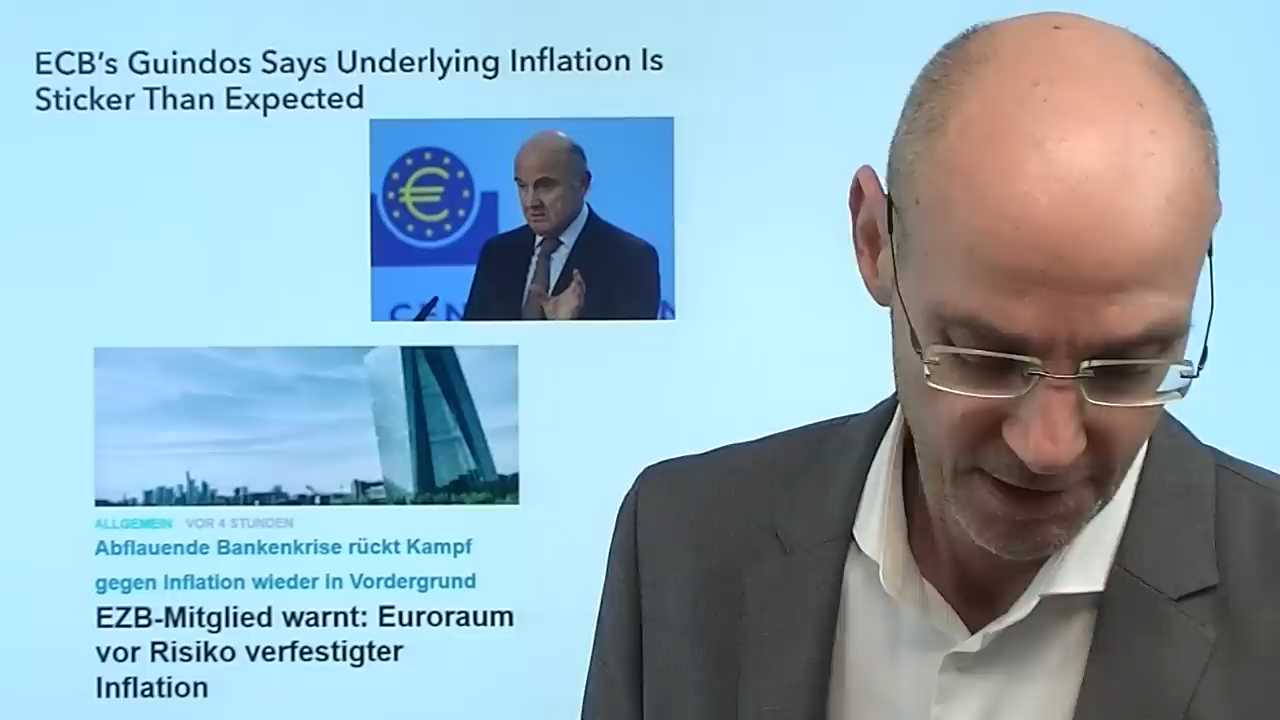 ECB's Guindos Says Underlying Inflation Is
Sticker Than Expected
€
CEN
N
ALLGEMEIN VOR 4 STUNDEN
Abflauende Bankenkrise rückt Kampf
gegen Inflation wieder in Vordergrund
EZB-Mitglied warnt: Euroraum
vor Risiko verfestigter
Inflation